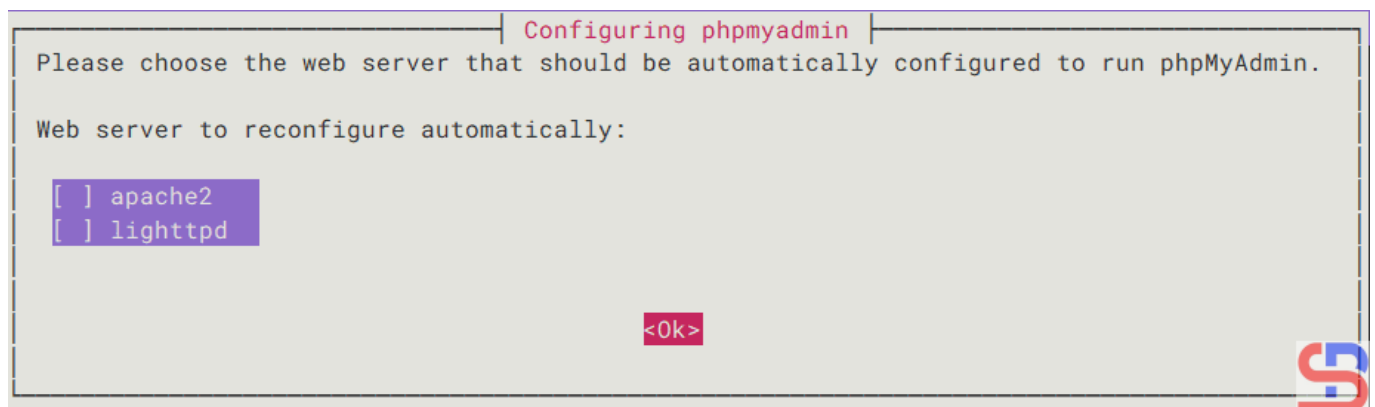 Configuring phpmyadmin
Please choose the web server that should be automatically configured to run phpMyAdmin.
Web server to reconfigure automatically:
[ ] apache2
[ ] lighttpd
<Ok>